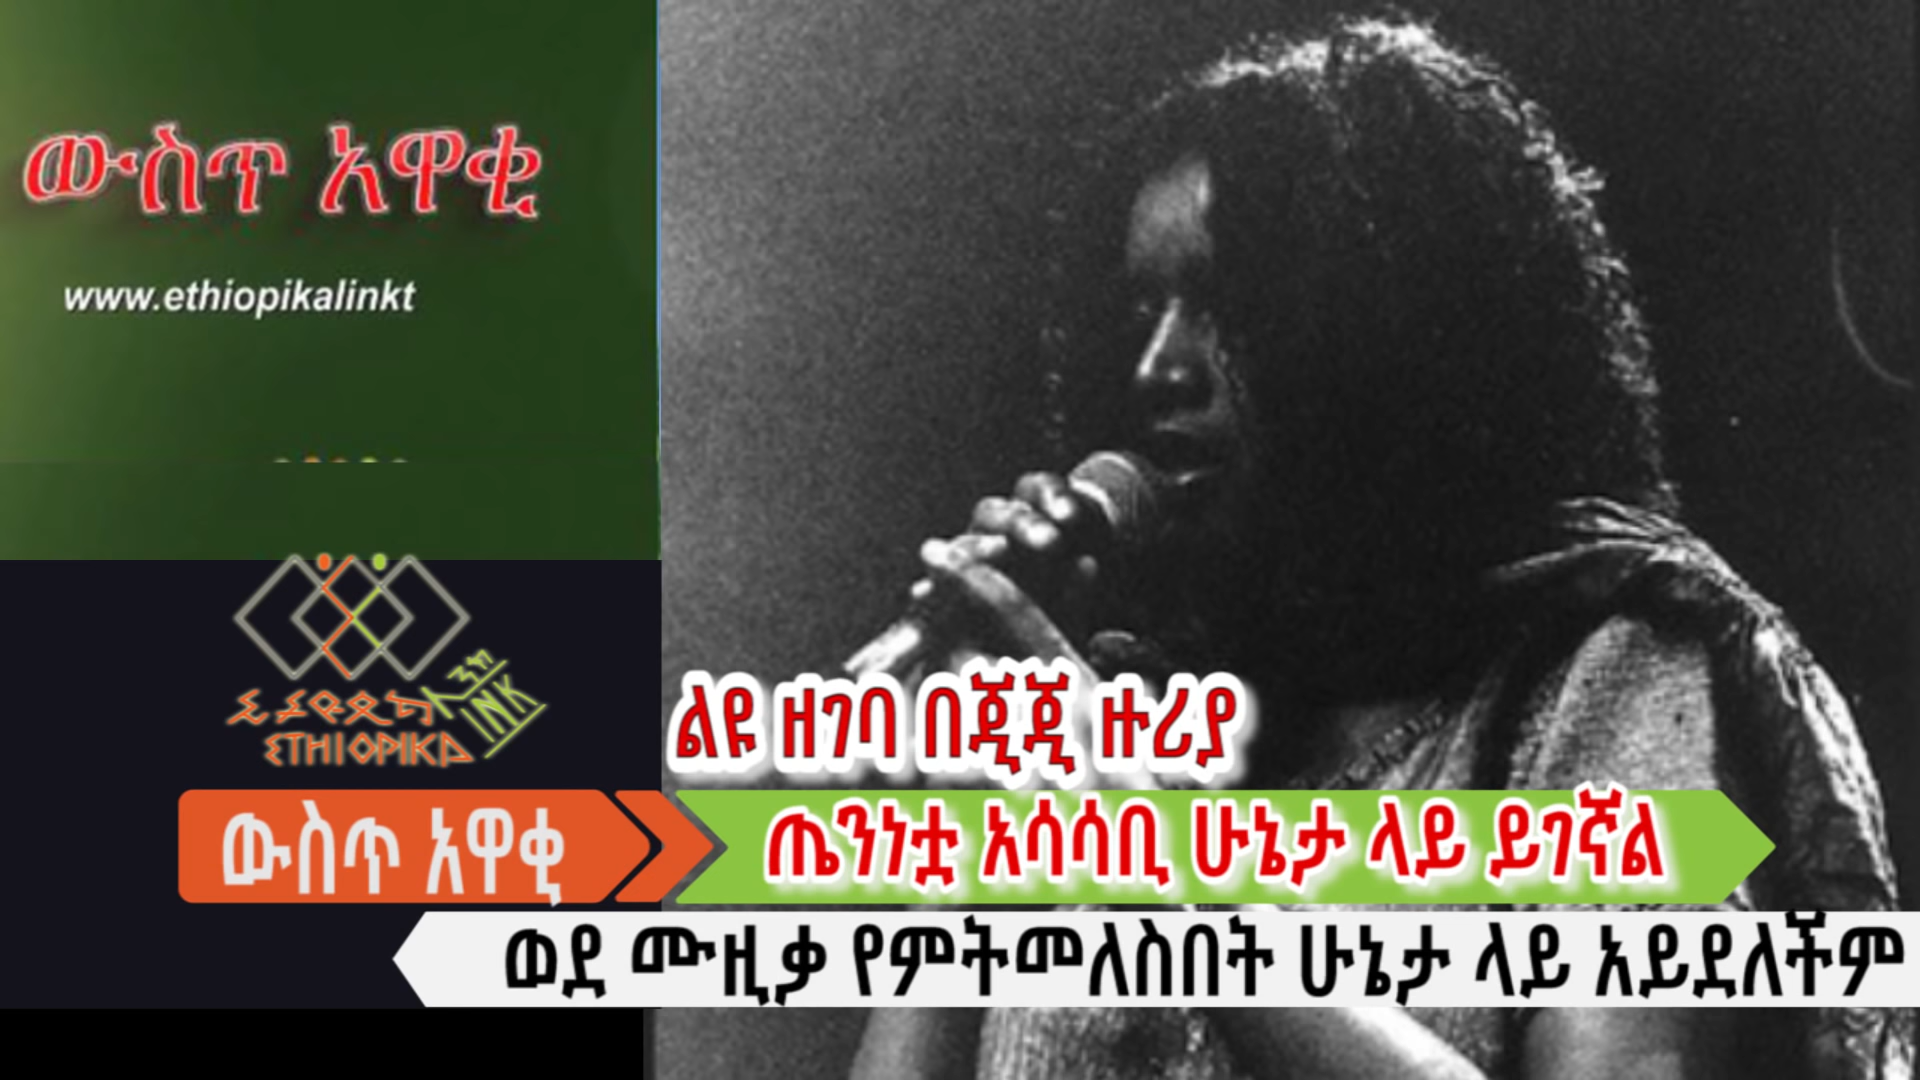 ውስጥ አዋቂ
www.ethiopikalinkt
ሊንክ
INK
ኢትዮጲካ
ETHIOPIKA
ልዩ ዘገባ በጂጂ ዙሪያ
ውስጥ አዋቂ
ጤንነቷ አሳሳቢ ሁኔታ ላይ ይገኛል
ወደ ሙዚቃ የምትመለስበት ሁኔታ ላይ አይደለችም